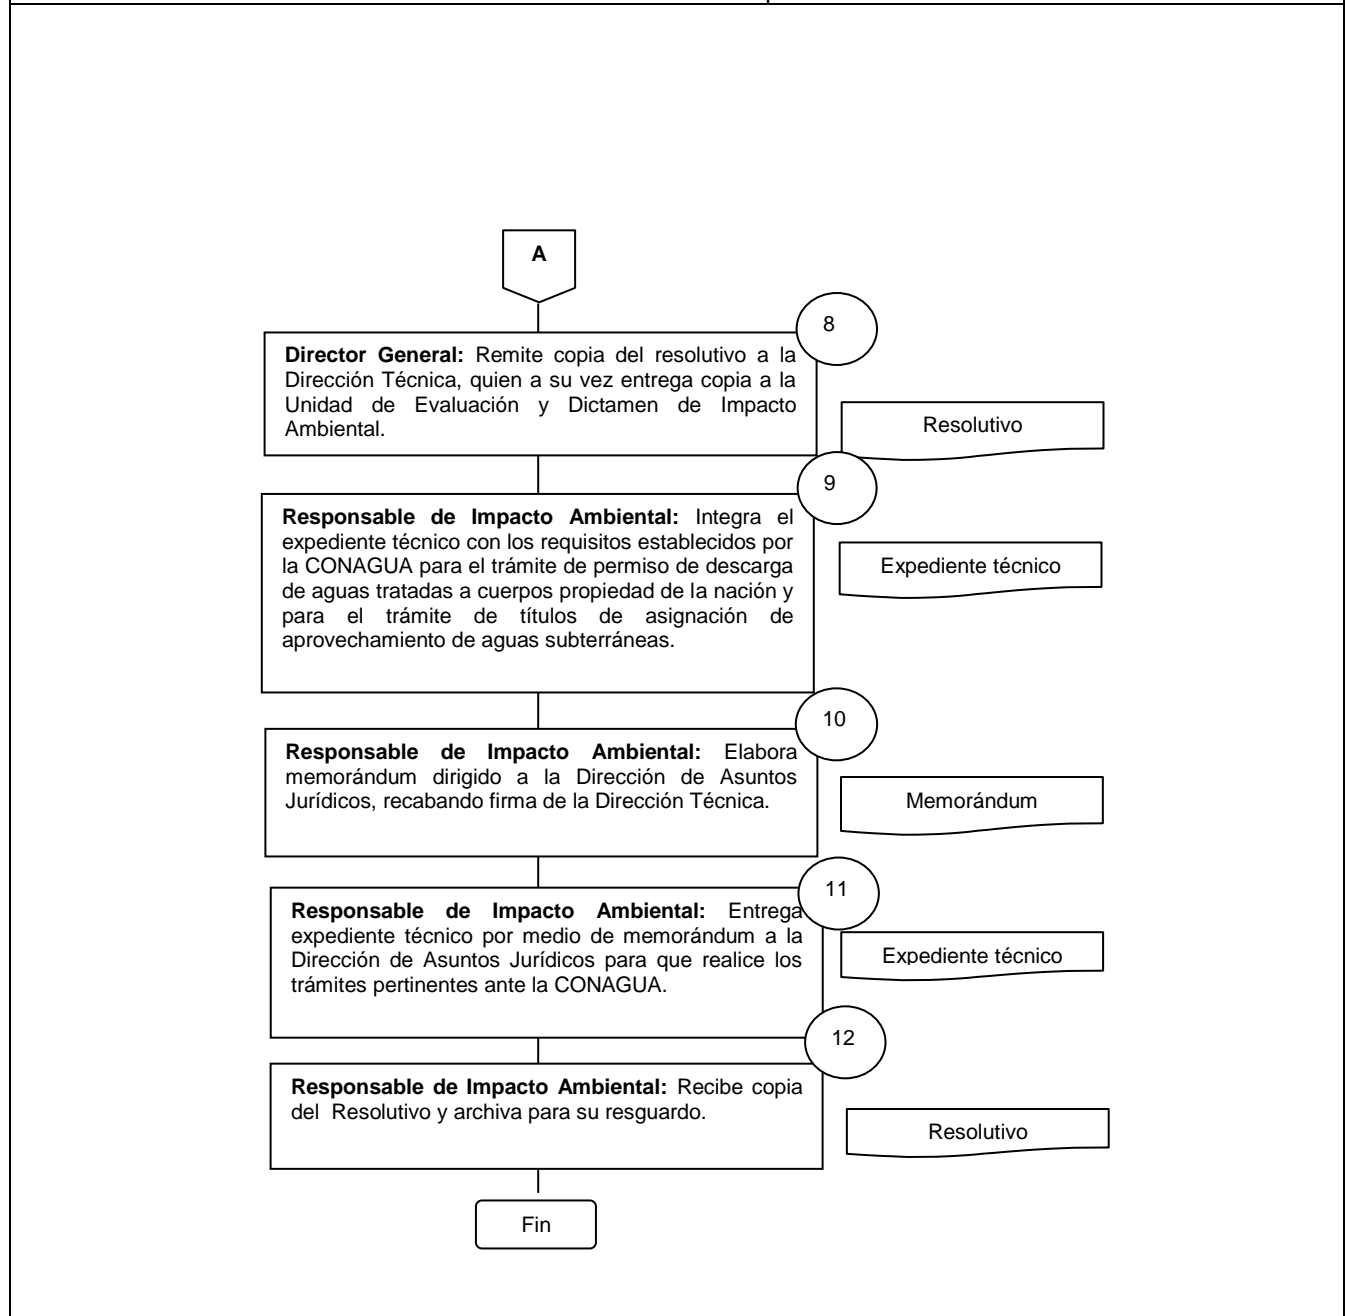 A
8
Director General: Remite copia del resolutivo a la
Dirección Técnica, quien a su vez entrega copia a la
Unidad de Evaluación y Dictamen de Impacto
Ambiental.
Resolutivo
9
Responsable de Impacto Ambiental: Integra el
expediente técnico con los requisitos establecidos por
la CONAGUA para el trámite de permiso de descarga
de aguas tratadas a cuerpos propiedad de la nación y
para el trámite de títulos de asignación de
aprovechamiento de aguas subterráneas.
Expediente técnico
10
Responsable de Impacto Ambiental: Elabora
memorándum dirigido a la Dirección de Asuntos
Jurídicos, recabando firma de la Dirección Técnica.
Memorándum
11
Responsable de Impacto Ambiental: Entrega
expediente técnico por medio de memorándum a la
Dirección de Asuntos Jurídicos para que realice los
trámites pertinentes ante la CONAGUA.
Expediente técnico
12
Responsable de Impacto Ambiental: Recibe copia
del Resolutivo y archiva para su resguardo.
Resolutivo
Fin